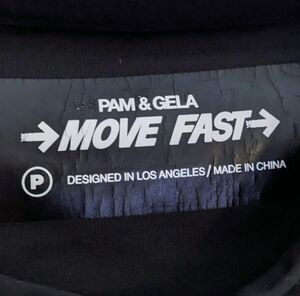 PAM & GELA
→MOVE FAST→
P DESIGNED IN LOS ANGELES / MADE IN CHINA